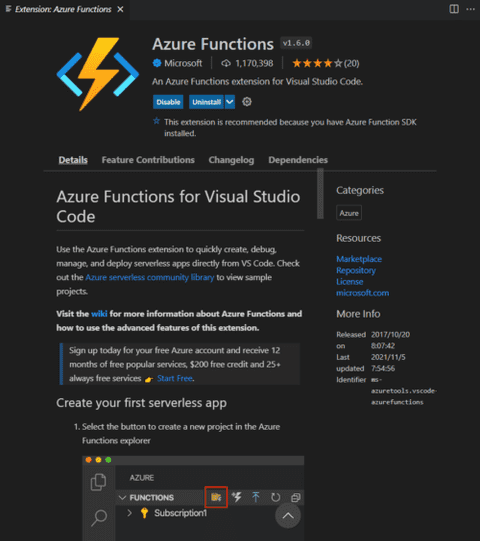 Extension: Azure Functions
Azure Functions v1.6.0
Microsoft 1,170,398 (20)
An Azure Functions extension for Visual Studio Code.
Disable Uninstall
This extension is recommended because you have Azure Function SDK
installed.
Details Feature Contributions Changelog Dependencies
Azure Functions for Visual Studio
Code
Use the Azure Functions extension to quickly create, debug,
manage, and deploy serverless apps directly from VS Code. Check
out the Azure serverless community library to view sample
projects.
Visit the wiki for more information about Azure Functions and
how to use the advanced features of this extension.
Sign up today for your free Azure account and receive 12
months of free popular services, $200 free credit and 25+
always free services 👉 Start Free.
Create your first serverless app
1. Select the button to create a new project in the Azure
Functions explorer
AZURE
FUNCTIONS
Subscription1
Categories
Azure
Resources
Marketplace
Repository
License
microsoft.com
More Info
Released 2017/10/20
on 8:07:42
Last 2021/11/5
updated 7:54:56
Identifier ms-
azuretools.vscode-
azurefunctions